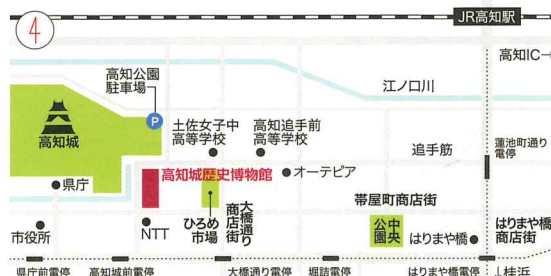 4
JR高知駅
高知IC
高知公園
駐車場
江ノ口川
P
高知城
土佐女子中
高等学校
高知追手前
高等学校
追手筋
蓮池町通り
電停
高知城歴史博物館
オーテピア
県庁
帯屋町商店街
大橋通り
商店街
ひろめ
市場
中央
公園
はりまや橋
はりまや橋
商店街
市役所
NTT
県庁前電停
高知城前電停
大橋通り電停
堀詰電停
はりまや橋電停
↓桂浜